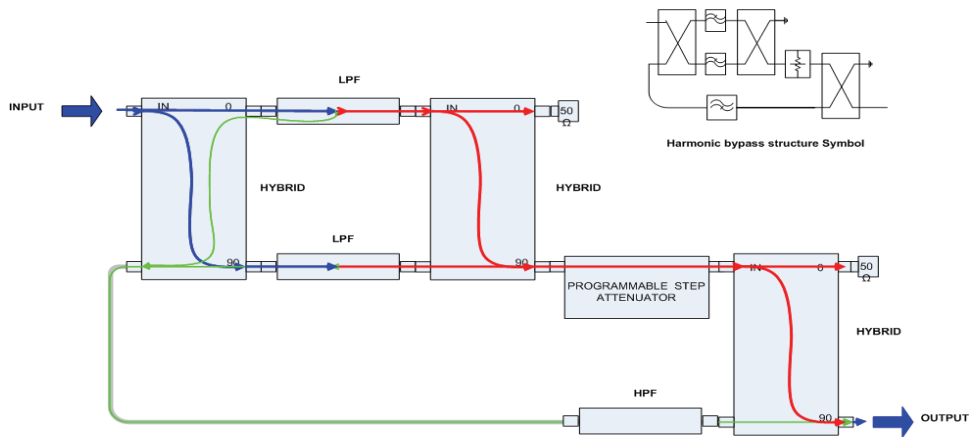 Harmonic bypass structure Symbol
LPF
INPUT
IN
0
IN
0
50
Ω
HYBRID
HYBRID
LPF
90
90
PROGRAMMABLE STEP
ATTENUATOR
IN
0
50
Ω
HYBRID
HPF
90
OUTPUT